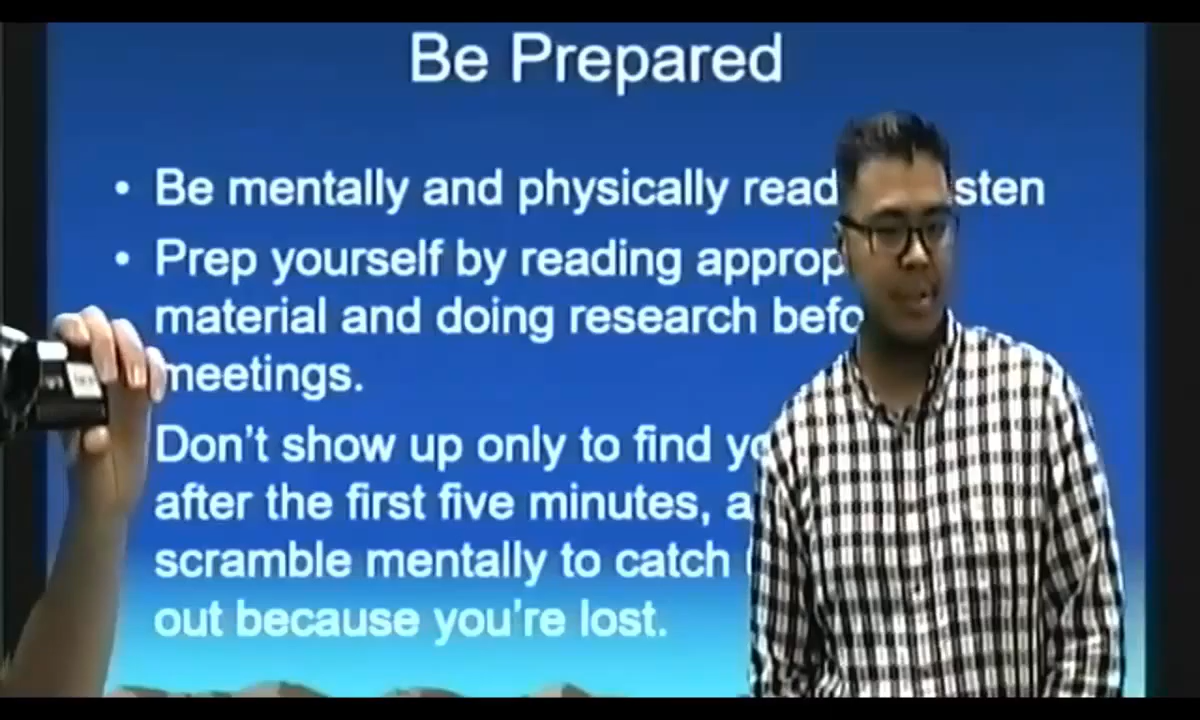 Be Prepared
• Be mentally and physically read sten
• Prep yourself by reading approp
material and doing research befo
meetings.
Don't show up only to find yo
after the first five minutes, a
scramble mentally to catch
out because you're lost.